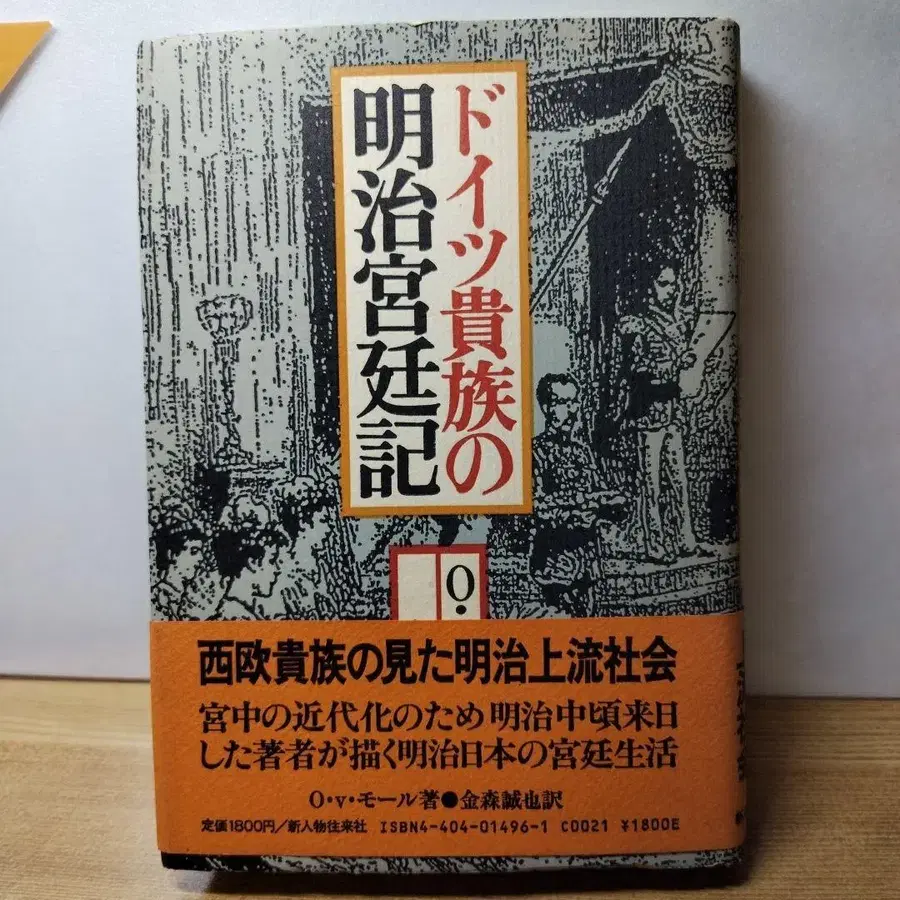 ドイツ貴族の
明治宮廷記
O・
西欧貴族の見た明治上流社会
宮中の近代化のため明治中頃来日
した著者が描く明治日本の宮廷生活
O・v・モール著●金森誠也訳
定価1800円／新人物往来社 ISBN4-404-01496-1 C0021 ¥1800E